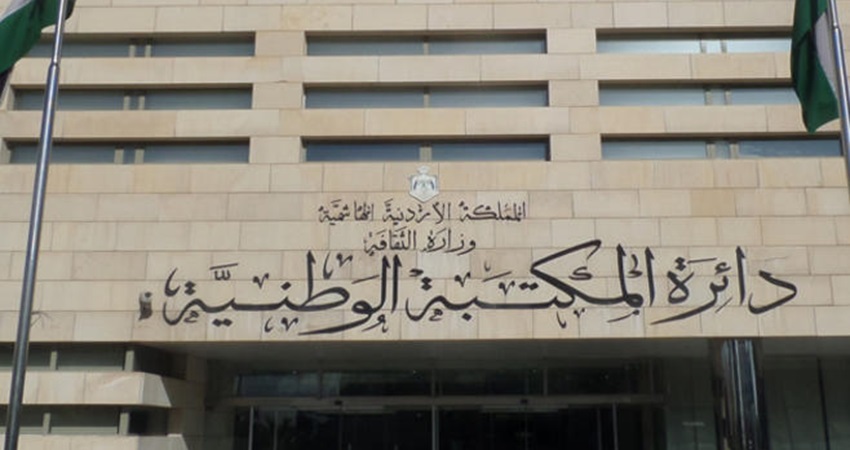 المملكة الأردنية الهاشمية
وزارة الثقافة
دائرة المكتبة الوطنية